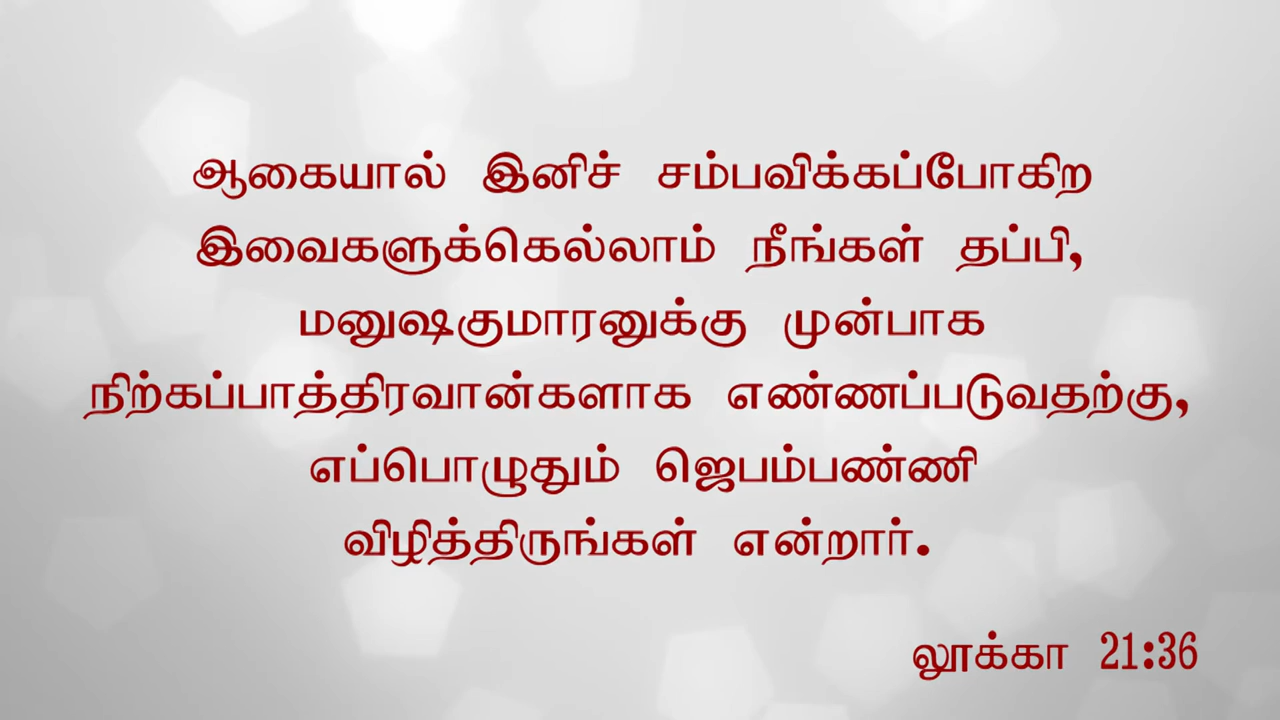 ஆகையால் இனிச் சம்பவிக்கப்போகிற
இவைகளுக்கெல்லாம் நீங்கள் தப்பி,
மனுஷகுமாரனுக்கு முன்பாக
நிற்கப்பாத்திரவான்களாக எண்ணப்படுவதற்கு,
எப்பொழுதும் ஜெபம்பண்ணி
விழித்திருங்கள் என்றார்.
லூக்கா 21:36